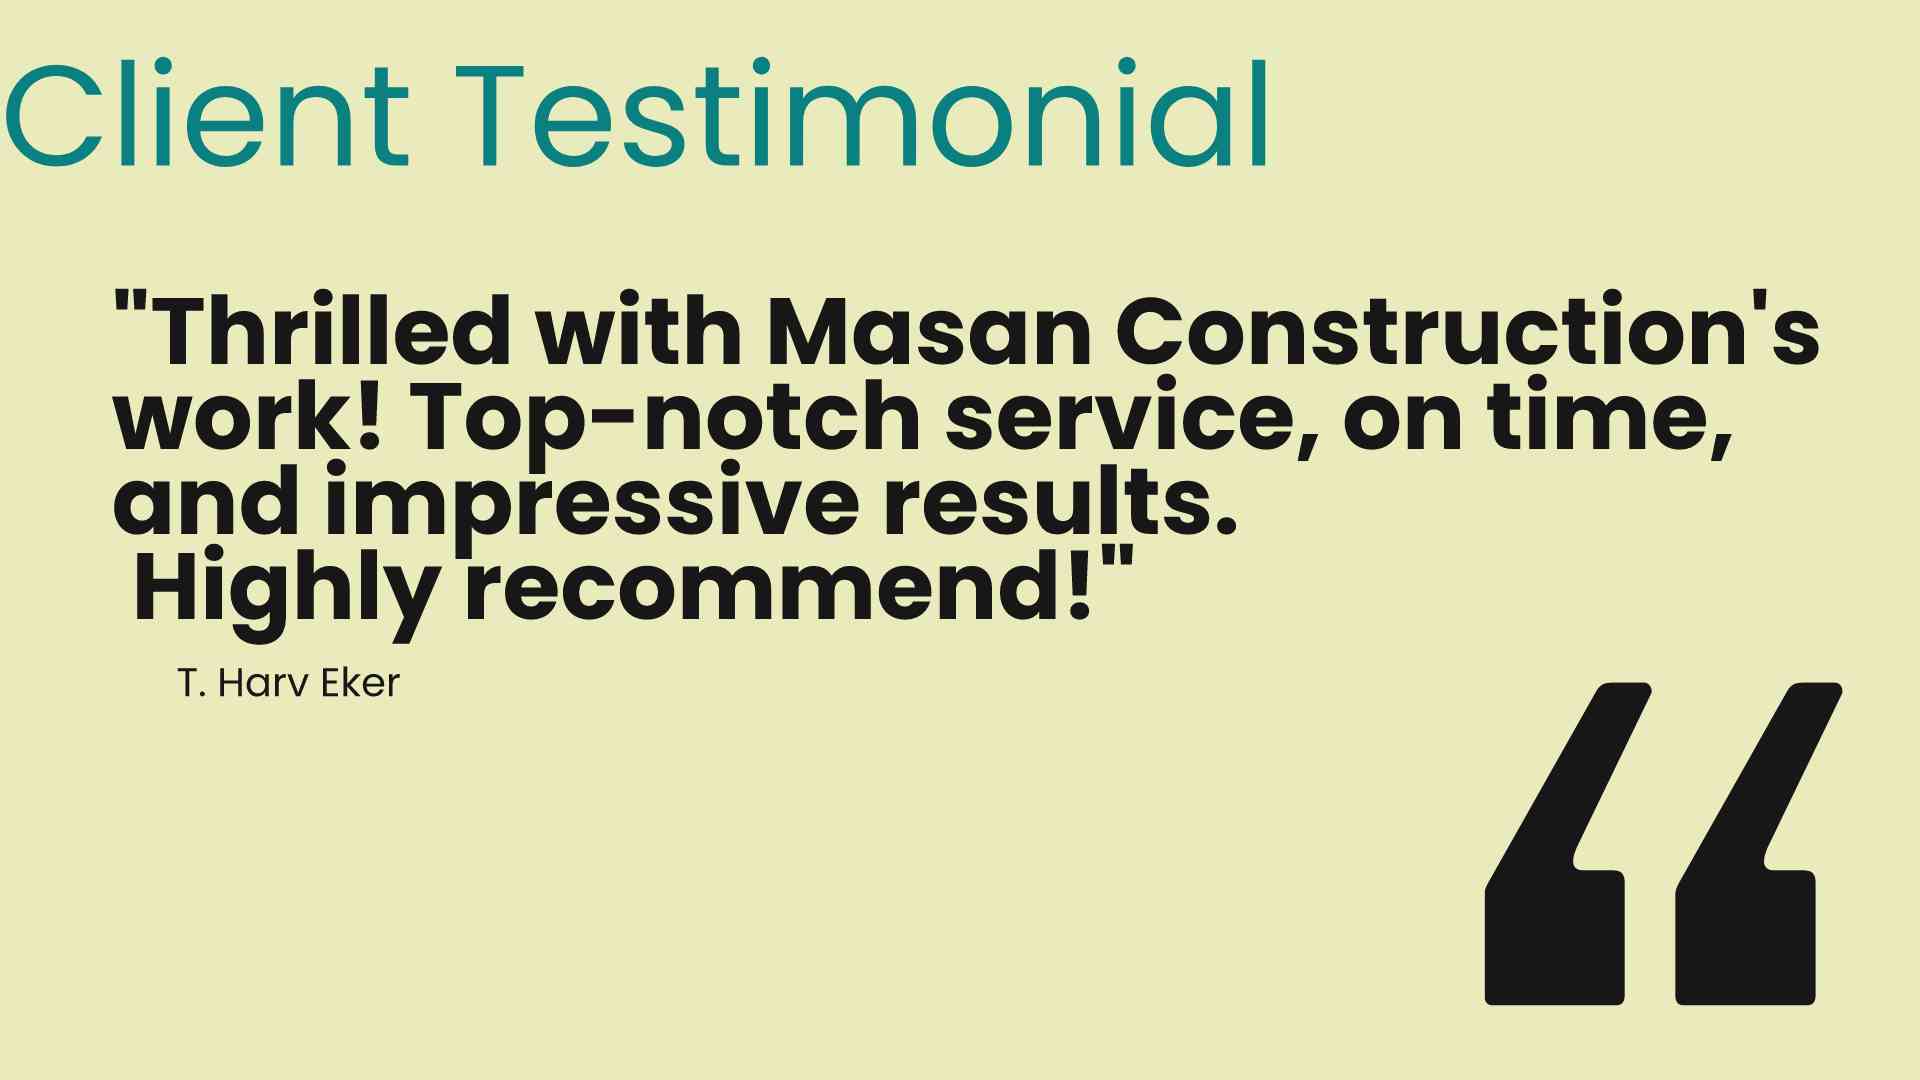 Client Testimonial
"Thrilled with Masan Construction's
work! Top-notch service, on time,
and impressive results.
Highly recommend!"
T. Harv Eker